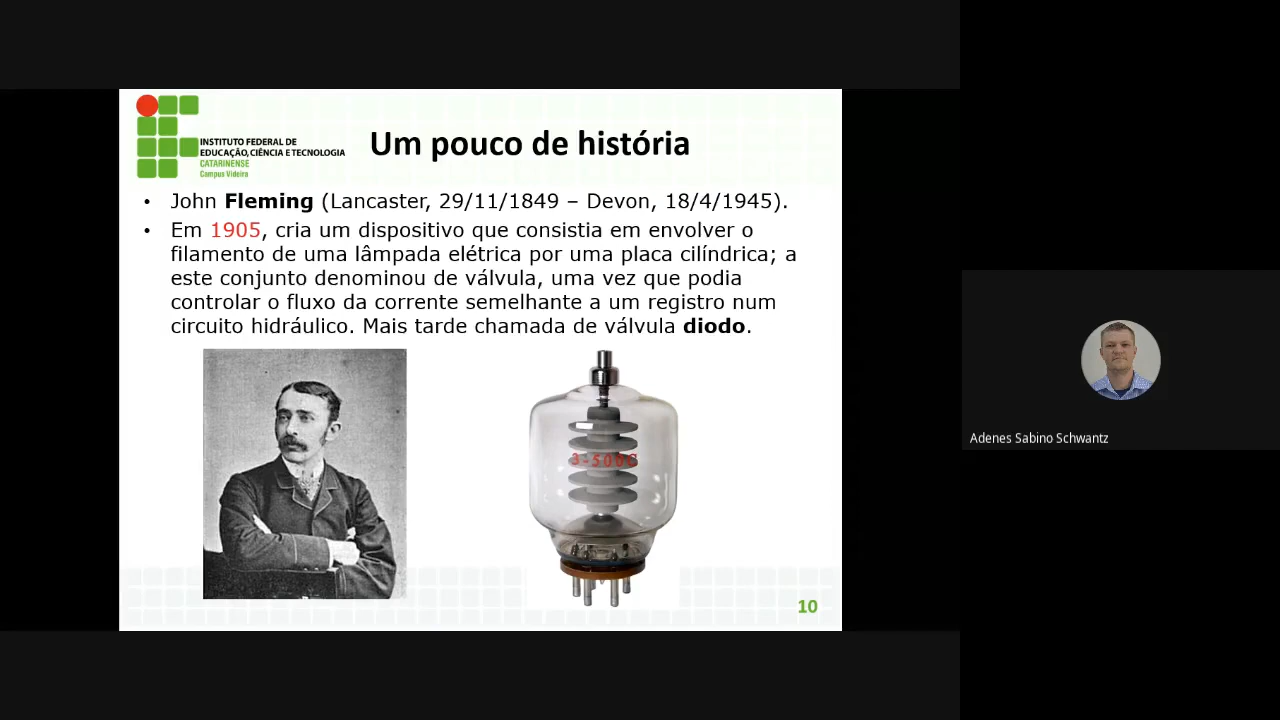 INSTITUTO FEDERAL DE
EDUCAÇÃO, CIÊNCIA E TECNOLOGIA
CATARINENSE
Campus Videira
Um pouco de história
• John Fleming (Lancaster, 29/11/1849 – Devon, 18/4/1945).
• Em 1905, cria um dispositivo que consistia em envolver o
filamento de uma lâmpada elétrica por uma placa cilíndrica; a
este conjunto denominou de válvula, uma vez que podia
controlar o fluxo da corrente semelhante a um registro num
circuito hidráulico. Mais tarde chamada de válvula diodo.
3-500C
10
Adenes Sabino Schwantz